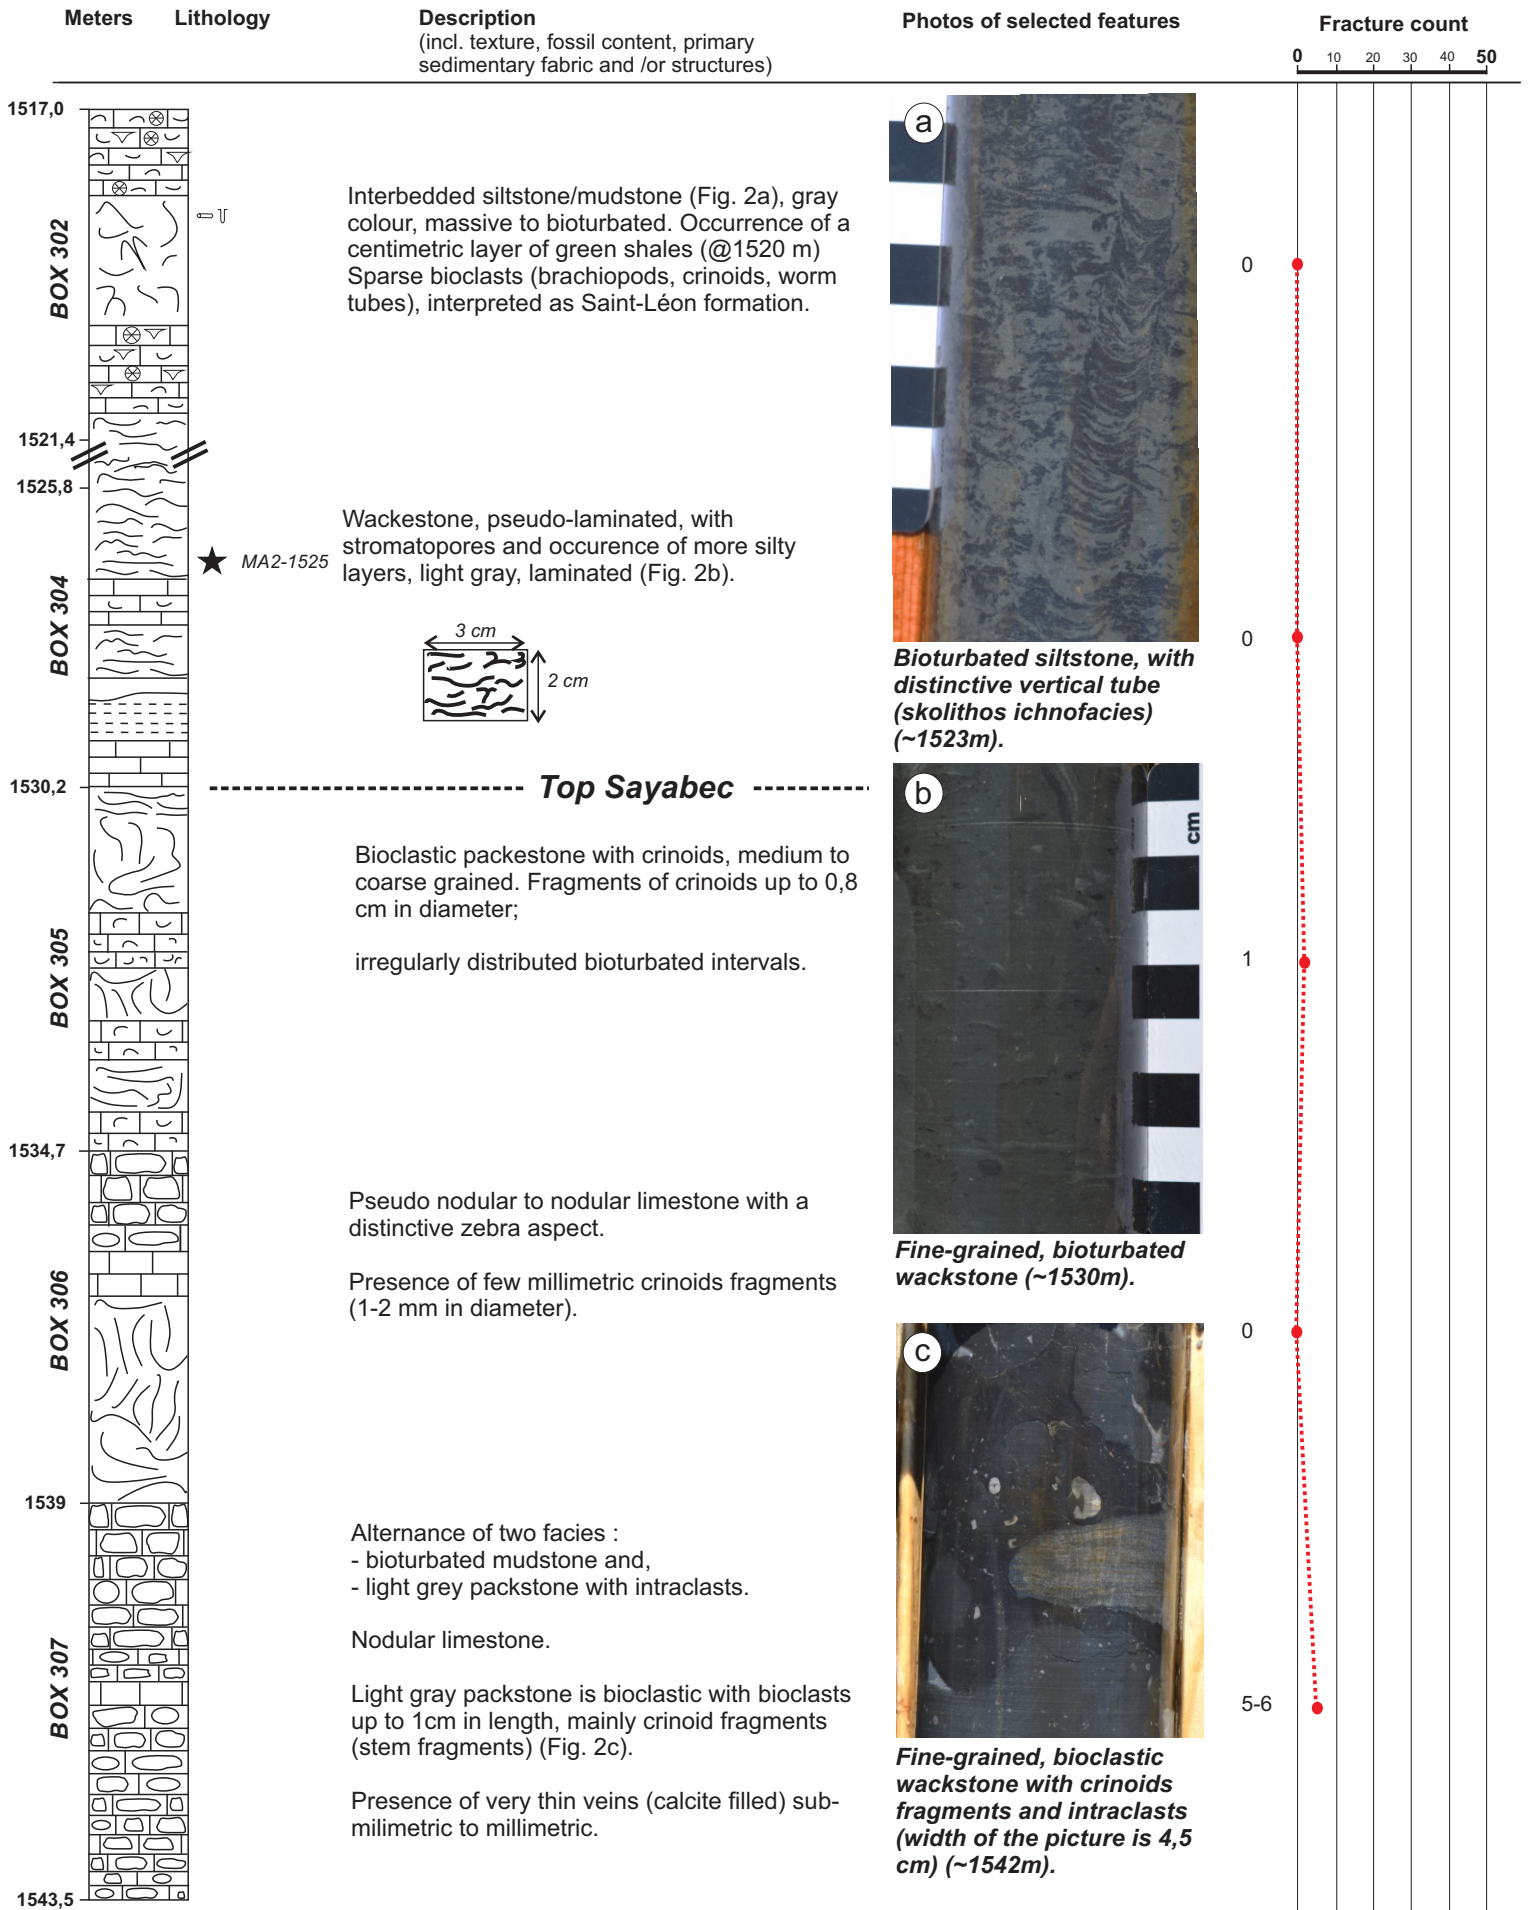 Meters
Lithology
Description
(incl. texture, fossil content, primary
sedimentary fabric and /or structures)
Photos of selected features
Fracture count
0 10 20 30 40 50
1517,0
BOX 302
Interbedded siltstone/mudstone (Fig. 2a), gray
colour, massive to bioturbated. Occurrence of a
centimetric layer of green shales (@1520 m)
Sparse bioclasts (brachiopods, crinoids, worm
tubes), interpreted as Saint-Léon formation.
a
0
1521,4
1525,8
MA2-1525
Wackestone, pseudo-laminated, with
stromatopores and occurence of more silty
layers, light gray, laminated (Fig. 2b).
BOX 304
3 cm
2 cm
0
Bioturbated siltstone, with
distinctive vertical tube
(skolithos ichnofacies)
(~1523m).
1530,2
Top Sayabec
b
cm
Bioclastic packestone with crinoids, medium to
coarse grained. Fragments of crinoids up to 0,8
cm in diameter;
irregularly distributed bioturbated intervals.
BOX 305
1
1534,7
Pseudo nodular to nodular limestone with a
distinctive zebra aspect.
Presence of few millimetric crinoids fragments
(1-2 mm in diameter).
BOX 306
Fine-grained, bioturbated
wackstone (~1530m).
c
0
1539
Alternance of two facies :
- bioturbated mudstone and,
- light grey packstone with intraclasts.
Nodular limestone.
Light gray packstone is bioclastic with bioclasts
up to 1cm in length, mainly crinoid fragments
(stem fragments) (Fig. 2c).
Presence of very thin veins (calcite filled) sub-
milimetric to millimetric.
BOX 307
5-6
Fine-grained, bioclastic
wackstone with crinoids
fragments and intraclasts
(width of the picture is 4,5
cm) (~1542m).
1543,5